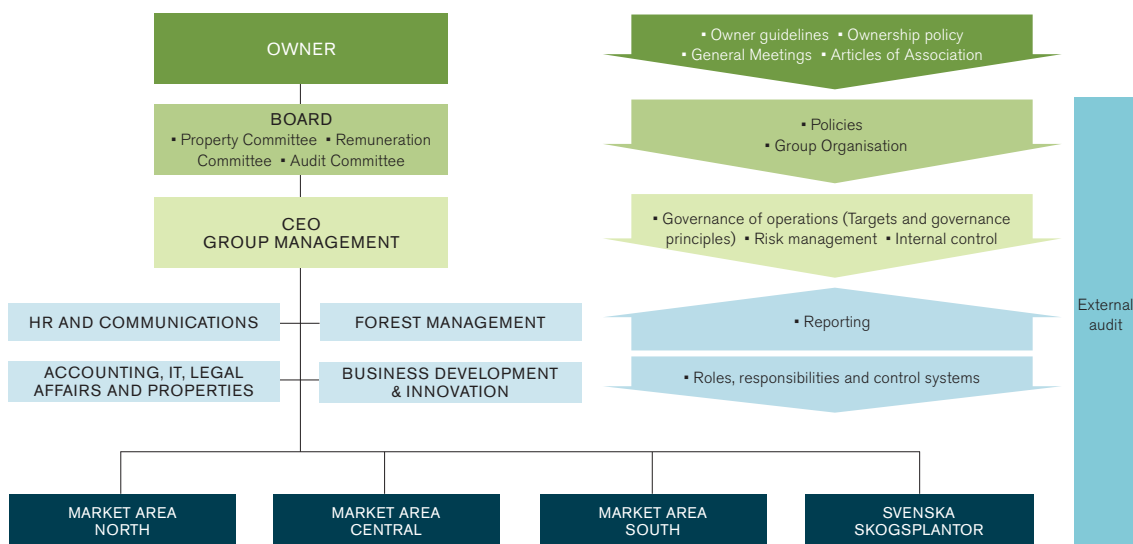 OWNER
▪ Owner guidelines ▪ Ownership policy
▪ General Meetings ▪ Articles of Association
BOARD
▪ Property Committee ▪ Remuneration
Committee ▪ Audit Committee
▪ Policies
▪ Group Organisation
CEO
GROUP MANAGEMENT
▪ Governance of operations (Targets and governance
principles) ▪ Risk management ▪ Internal control
HR AND COMMUNICATIONS
FOREST MANAGEMENT
▪ Reporting
External
audit
ACCOUNTING, IT, LEGAL
AFFAIRS AND PROPERTIES
BUSINESS DEVELOPMENT
& INNOVATION
▪ Roles, responsibilities and control systems
MARKET AREA
NORTH
MARKET AREA
CENTRAL
MARKET AREA
SOUTH
SVENSKA
SKOGSPLANTOR